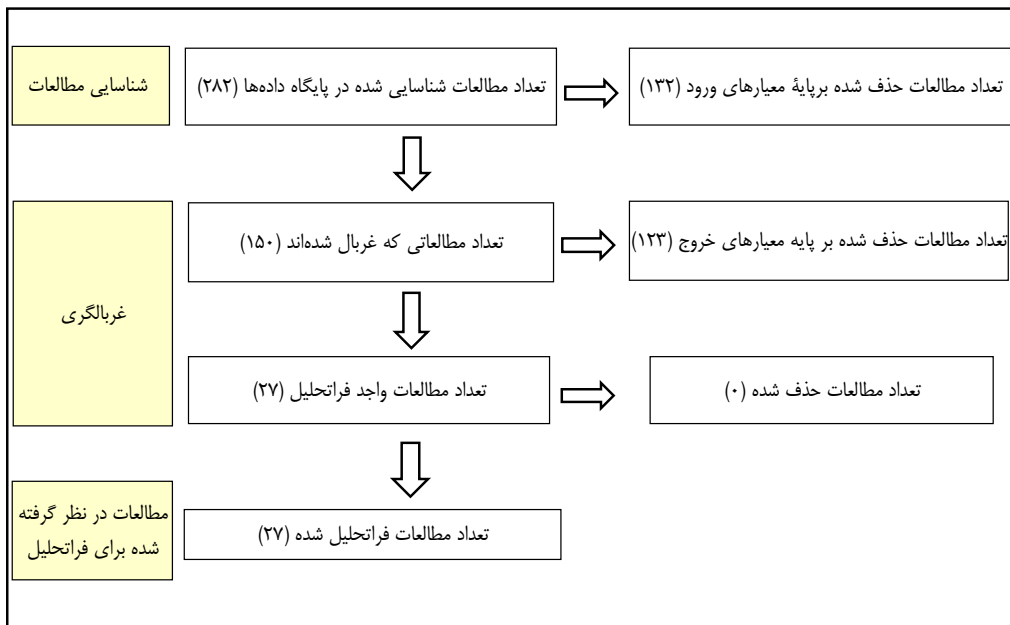 شناسایی مطالعات
تعداد مطالعات شناسایی شده در پایگاه داده‌ها (۲۸۲)
تعداد مطالعات حذف شده برپایۀ معیارهای ورود (۱۳۲)
غربالگری
تعداد مطالعاتی که غربال شده‌اند (۱۵۰)
تعداد مطالعات حذف شده بر پایه معیارهای خروج (۱۲۳)
تعداد مطالعات واجد فراتحلیل (۲۷)
تعداد مطالعات حذف شده (۰)
مطالعات در نظر گرفته
شده برای فراتحلیل
تعداد مطالعات فراتحلیل شده (۲۷)